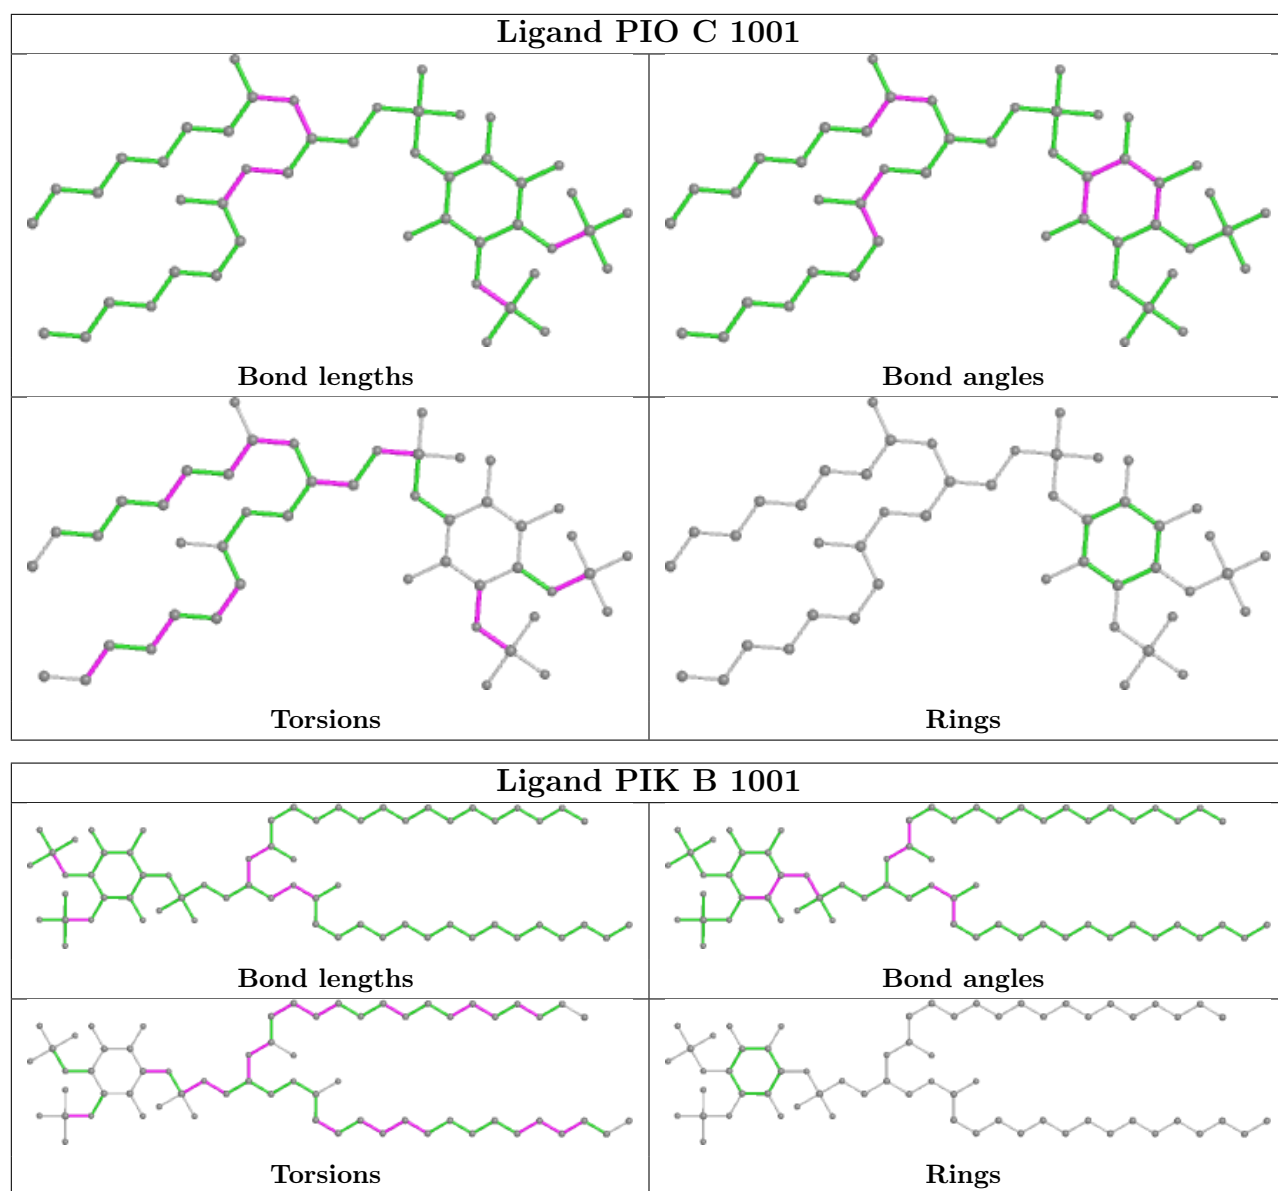 Ligand PIO C 1001
Bond lengths
Bond angles
Torsions
Rings
Ligand PIK B 1001
Bond lengths
Bond angles
Torsions
Rings